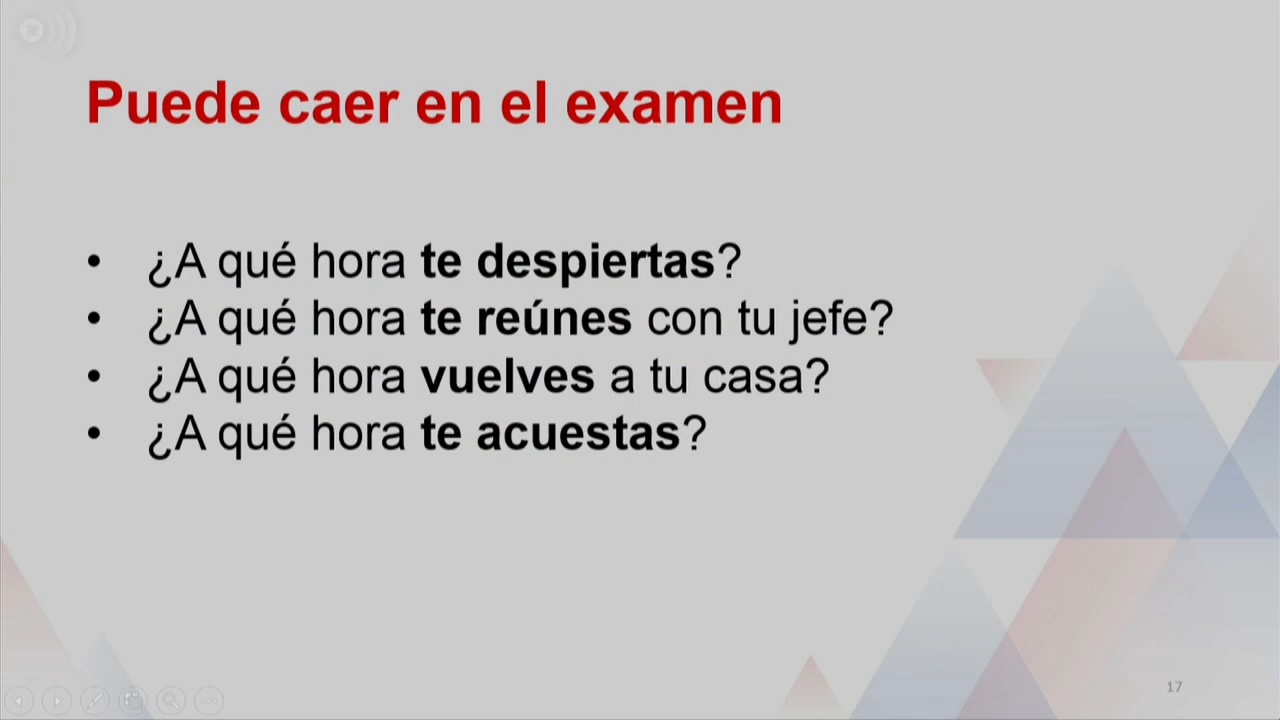 Puede caer en el examen
• ¿A qué hora te despiertas?
• ¿A qué hora te reúnes con tu jefe?
• ¿A qué hora vuelves a tu casa?
• ¿A qué hora te acuestas?
17